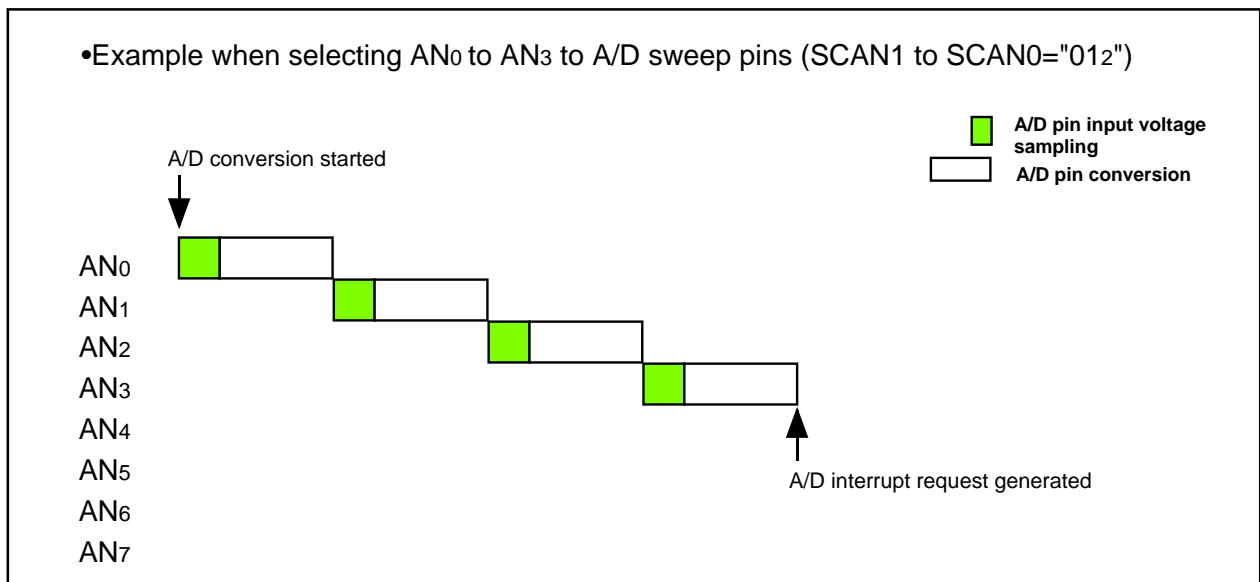 •Example when selecting AN0 to AN3 to A/D sweep pins (SCAN1 to SCAN0="012")
A/D pin input voltage
sampling
A/D conversion started
A/D pin conversion
AN0
AN1
AN2
AN3
AN4
AN5
A/D interrupt request generated
AN6
AN7